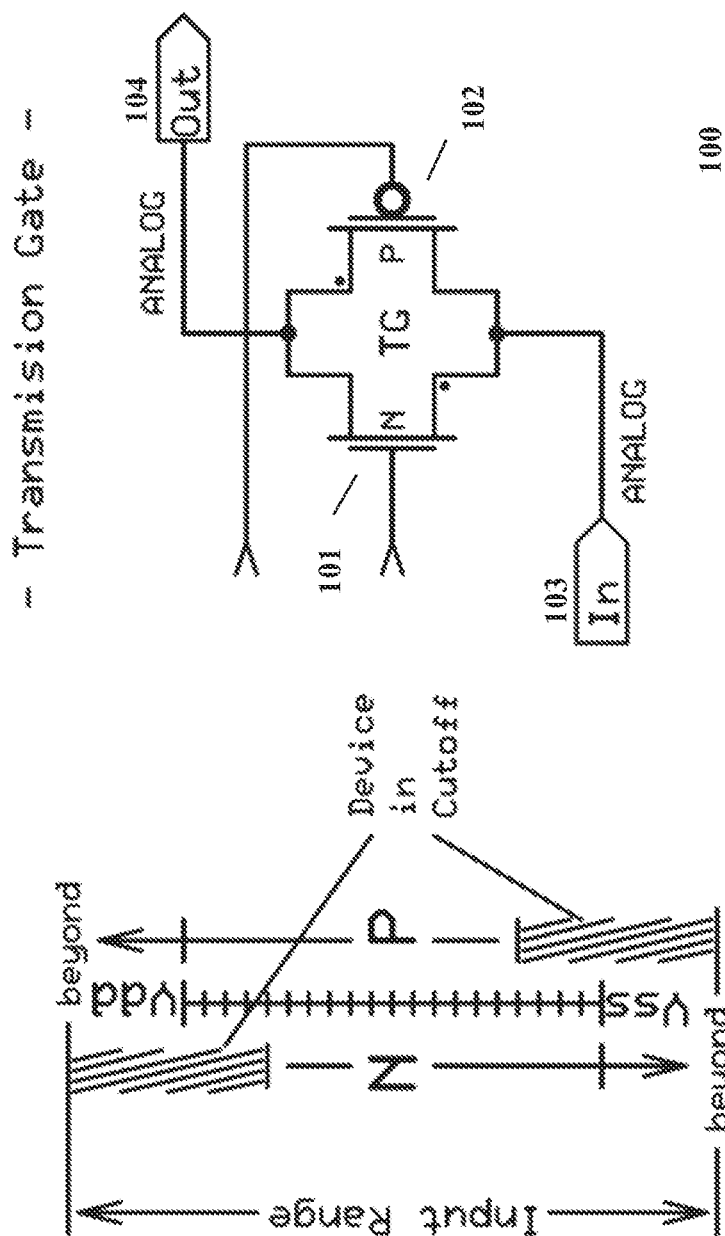 - Transmision Gate -
Input Range
beyond
Vdd
N
P
Vss
beyond
Device
in
Cutoff
104
Out
ANALOG
101
N
TG
P
102
ANALOG
103
In
100